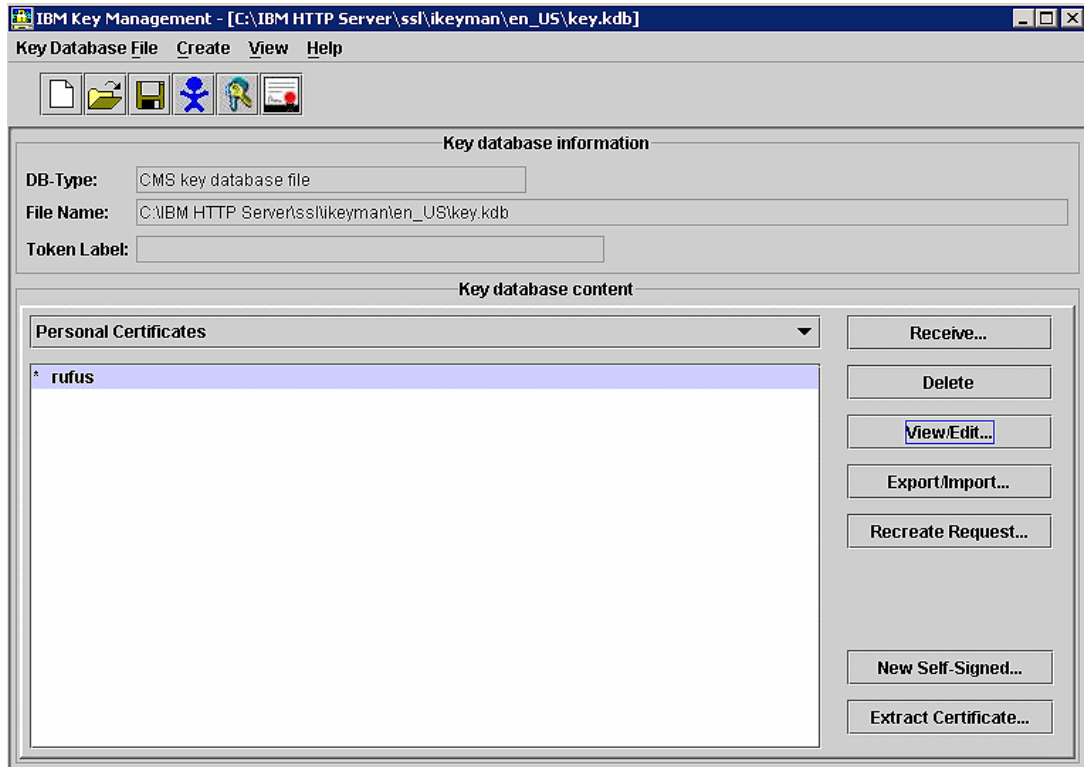 IBM Key Management - [C:\IBM HTTP Server\ssl\ikeyman\en_US\key.kdb]
Key Database File Create View Help
Key database information
DB-Type: CMS key database file
File Name: C:\IBM HTTP Server\ssl\ikeyman\en_US\key.kdb
Token Label:
Key database content
Personal Certificates
Receive...
* rufus
Delete
View/Edit...
Export/Import...
Recreate Request...
New Self-Signed...
Extract Certificate...